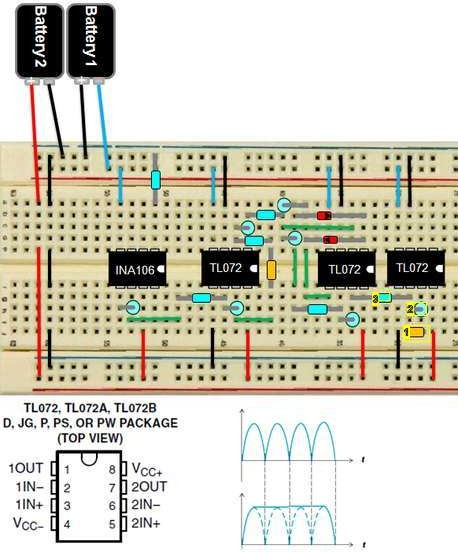 Battery2
Battery1
INA106
TL072
TL072
TL072
3
2
1
TL072, TL072A, TL072B
D, JG, P, PS, OR PW PACKAGE
(TOP VIEW)
1OUT 1 8 VCC+
1IN− 2 7 2OUT
1IN+ 3 6 2IN−
VCC− 4 5 2IN+
t
t